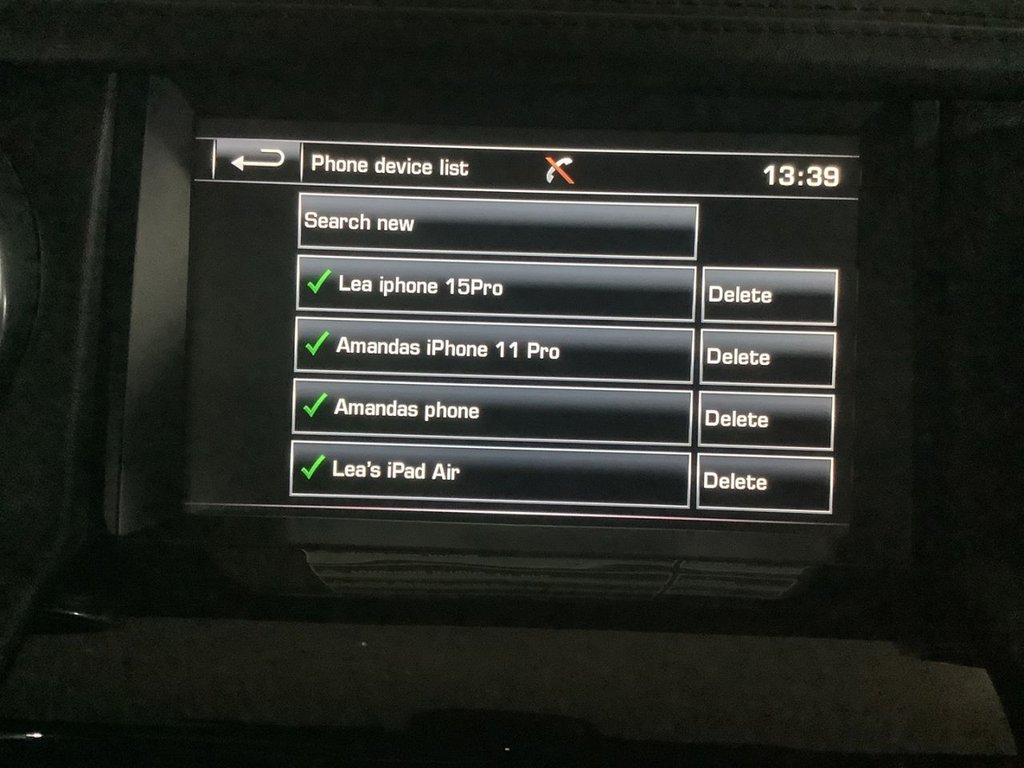 Phone device list 13:39
Search new
Lea iphone 15Pro Delete
Amandas iPhone 11 Pro Delete
Amandas phone Delete
Lea's iPad Air Delete